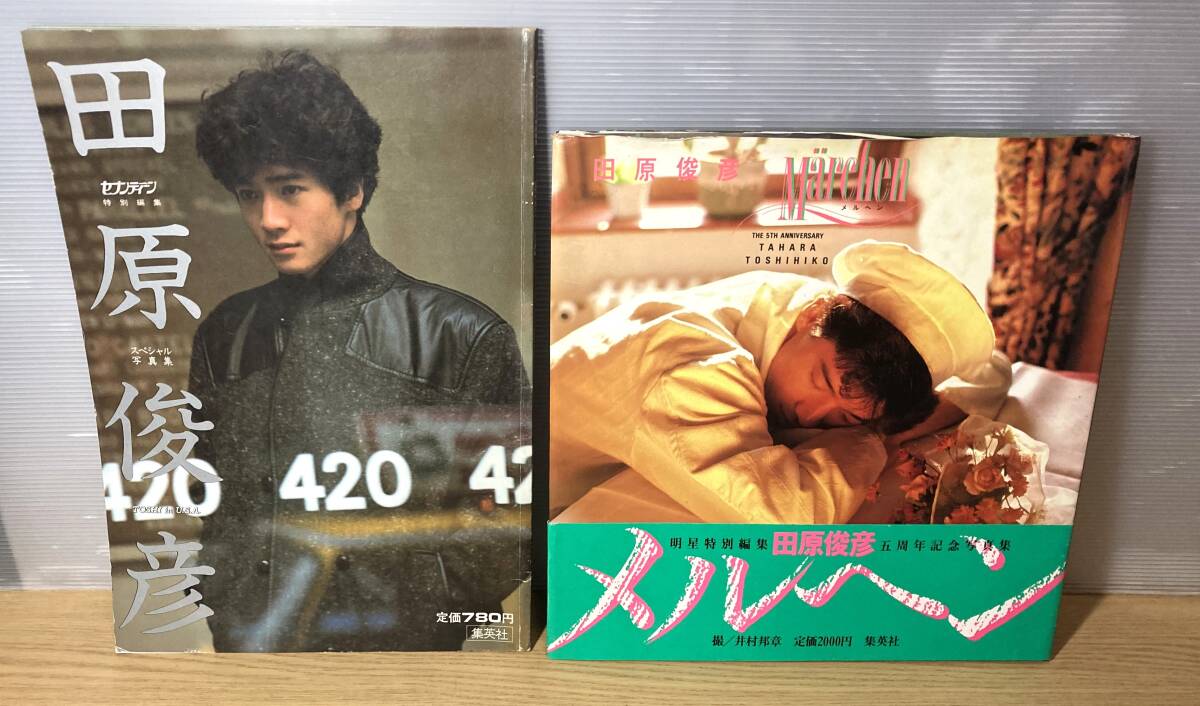 田原俊彦
セブンティーン
特別編集
スペシャル
写真集
420 420 42
TOSHI in U.S.A.
定価780円
集英社
田原俊彦
Märchen
メルヘン
THE 5TH ANNIVERSARY
TAHARA
TOSHIHIKO
明星特別編集 田原俊彦 五周年記念写真集
メルヘン
撮/井村邦章 定価2000円 集英社